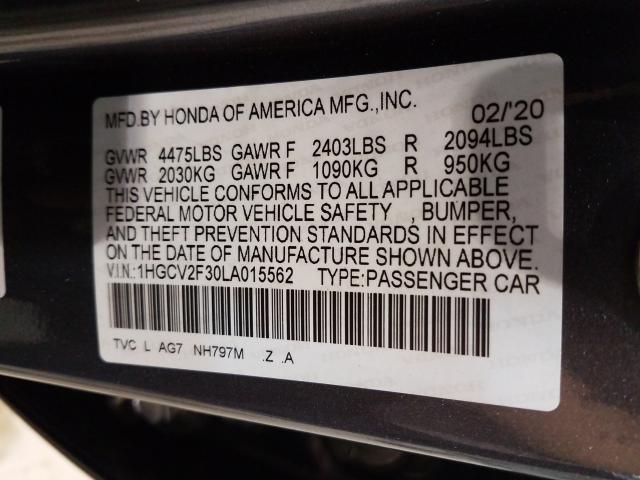 MFD.BY HONDA OF AMERICA MFG.,INC. 02/'20
GVWR 4475LBS GAWR F 2403LBS R 2094LBS
GVWR 2030KG GAWR F 1090KG R 950KG
THIS VEHICLE CONFORMS TO ALL APPLICABLE
FEDERAL MOTOR VEHICLE SAFETY , BUMPER,
AND THEFT PREVENTION STANDARDS IN EFFECT
ON THE DATE OF MANUFACTURE SHOWN ABOVE.
V.I.N.:1HGCV2F30LA015562 TYPE:PASSENGER CAR
TVC L AG7 NH797M .Z .A